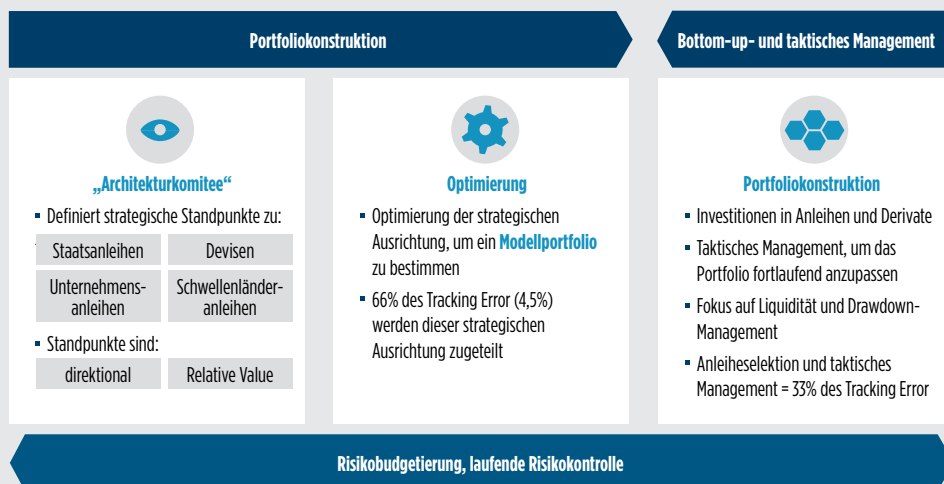 Portfoliokonstruktion
Bottom-up- und taktisches Management
„Architekturkomitee“
▪ Definiert strategische Standpunkte zu:
Staatsanleihen
Devisen
Unternehmens-
anleihen
Schwellenländer-
anleihen
▪ Standpunkte sind:
direktional
Relative Value
Optimierung
▪ Optimierung der strategischen
Ausrichtung, um ein Modellportfolio
zu bestimmen
▪ 66% des Tracking Error (4,5%)
werden dieser strategischen
Ausrichtung zugeteilt
Portfoliokonstruktion
▪ Investitionen in Anleihen und Derivate
▪ Taktisches Management, um das
Portfolio fortlaufend anzupassen
▪ Fokus auf Liquidität und Drawdown-
Management
▪ Anleiheselektion und taktisches
Management = 33% des Tracking Error
Risikobudgetierung, laufende Risikokontrolle